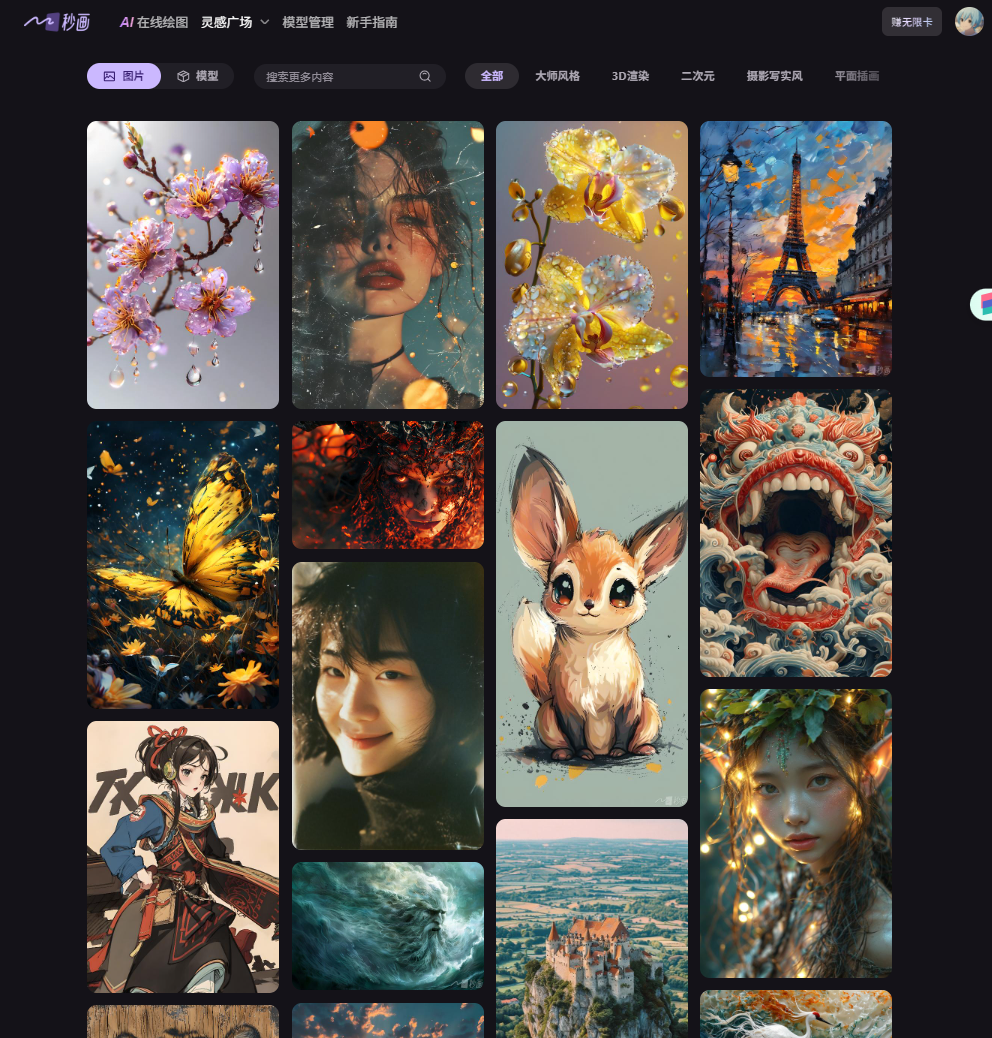 秒画
AI 在线绘图 灵感广场 模型管理 新手指南
赚无限卡
图片 模型 搜索更多内容 全部 大师风格 3D渲染 二次元 摄影写实风 平面插画